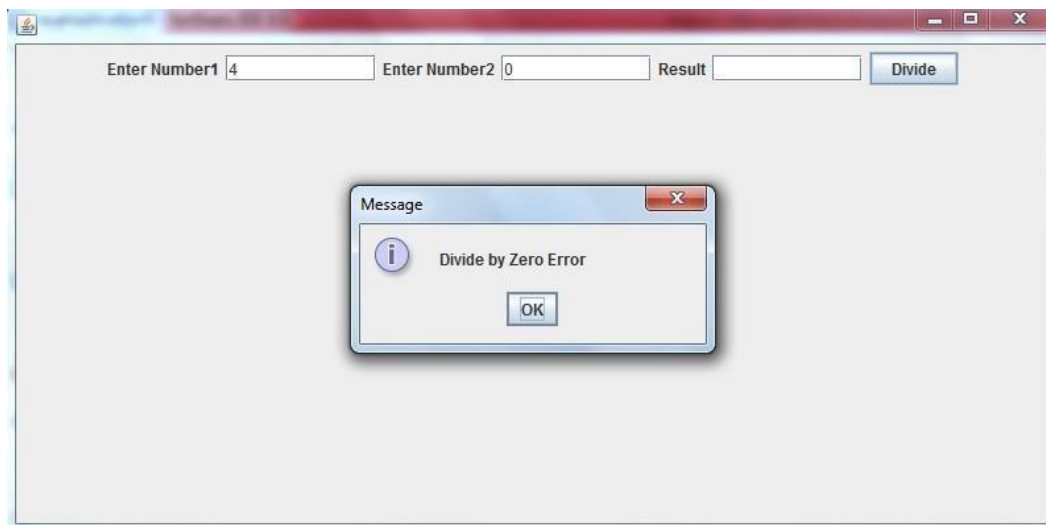 Enter Number1 4 Enter Number2 0 Result Divide
Message
Divide by Zero Error
OK